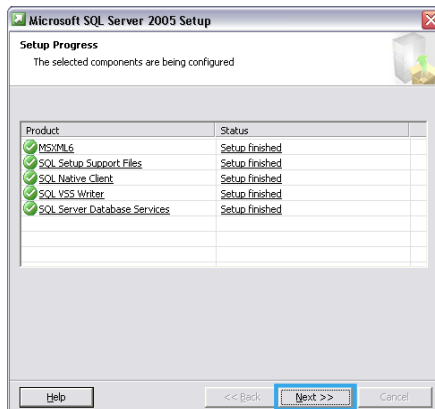 Microsoft SQL Server 2005 Setup
Setup Progress
The selected components are being configured
Product Status
MSXML6 Setup finished
SQL Setup Support Files Setup finished
SQL Native Client Setup finished
SQL VSS Writer Setup finished
SQL Server Database Services Setup finished
Help << Back Next >> Cancel